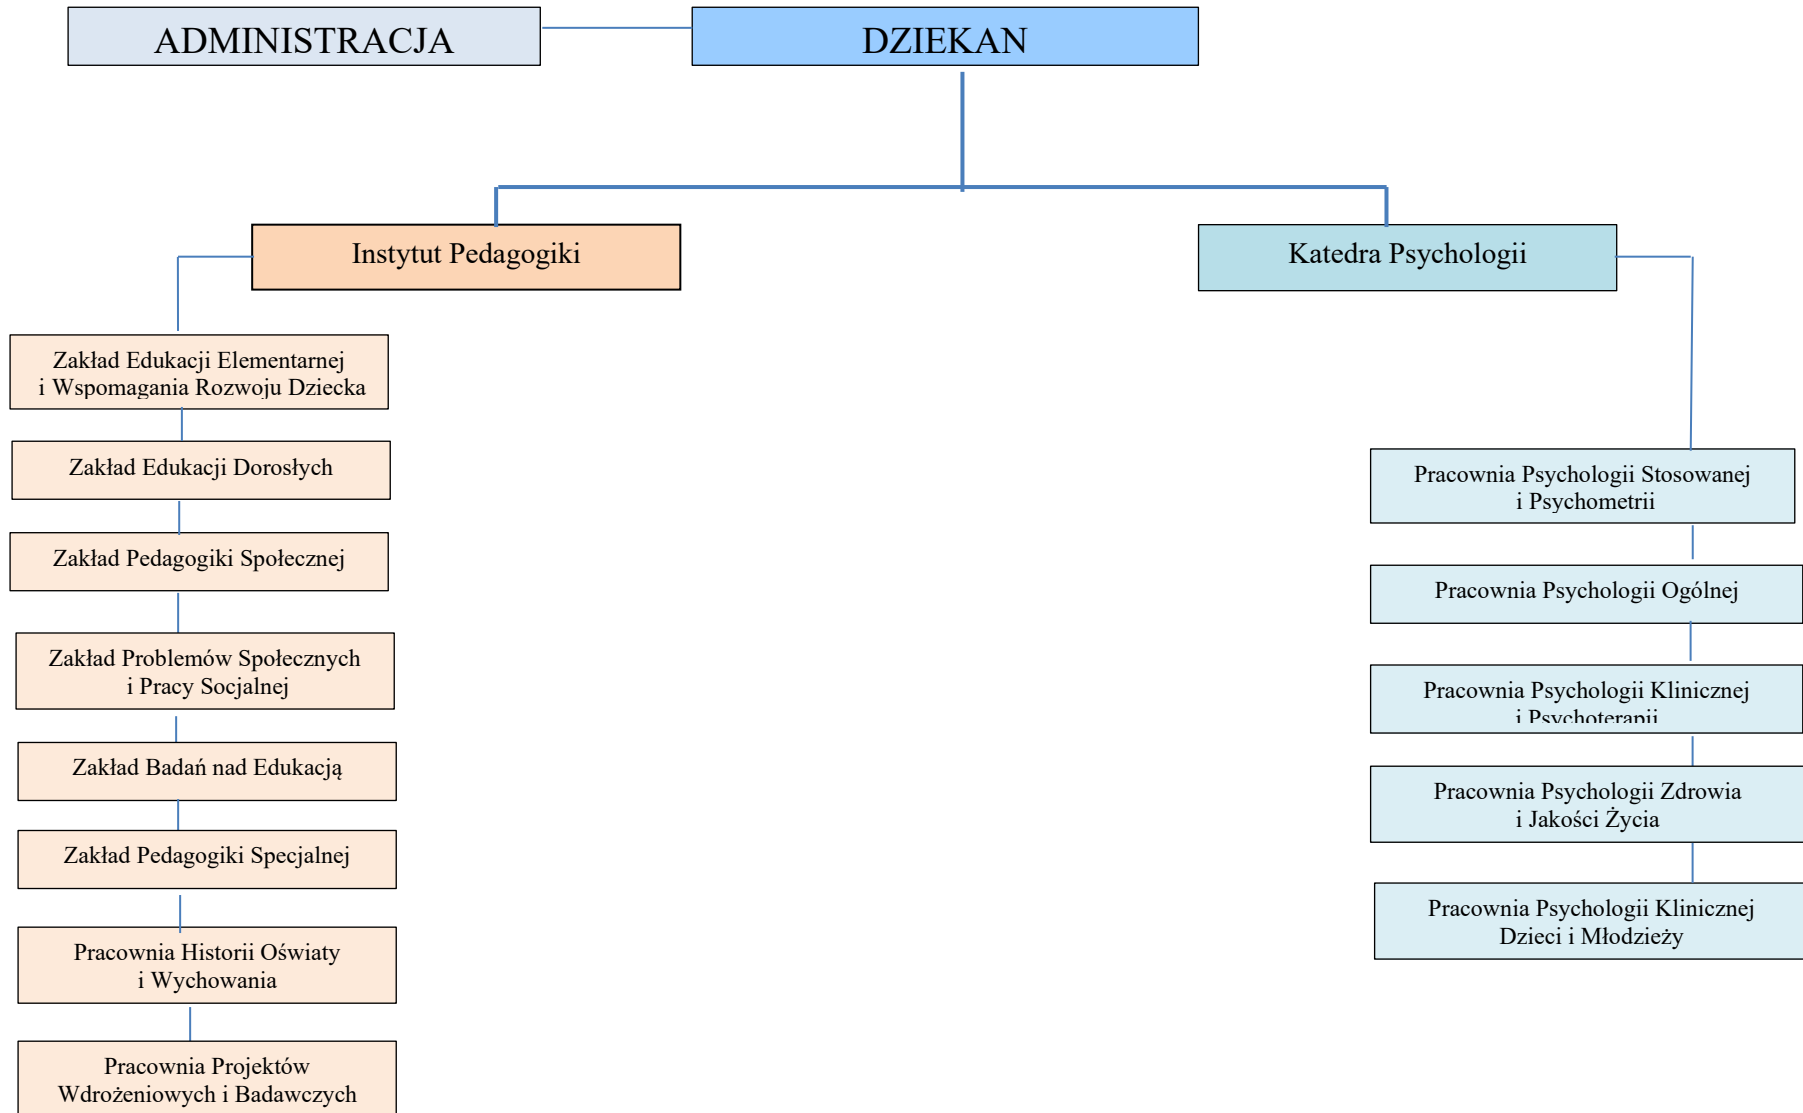 ADMINISTRACJA
DZIEKAN
Instytut Pedagogiki
Katedra Psychologii
Zakład Edukacji Elementarnej
i Wspomagania Rozwoju Dziecka
Zakład Edukacji Dorosłych
Zakład Pedagogiki Społecznej
Zakład Problemów Społecznych
i Pracy Socjalnej
Zakład Badań nad Edukacją
Zakład Pedagogiki Specjalnej
Pracownia Historii Oświaty
i Wychowania
Pracownia Projektów
Wdrożeniowych i Badawczych
Pracownia Psychologii Stosowanej
i Psychometrii
Pracownia Psychologii Ogólnej
Pracownia Psychologii Klinicznej
i Psychoterapii
Pracownia Psychologii Zdrowia
i Jakości Życia
Pracownia Psychologii Klinicznej
Dzieci i Młodzieży